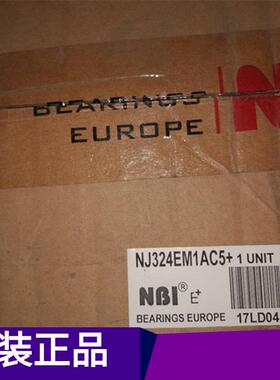 BEARINGS
EUROPE
NJ324EM1AC5+ 1 UNIT
NBI E+
BEARINGS EUROPE 17LD04
装正品